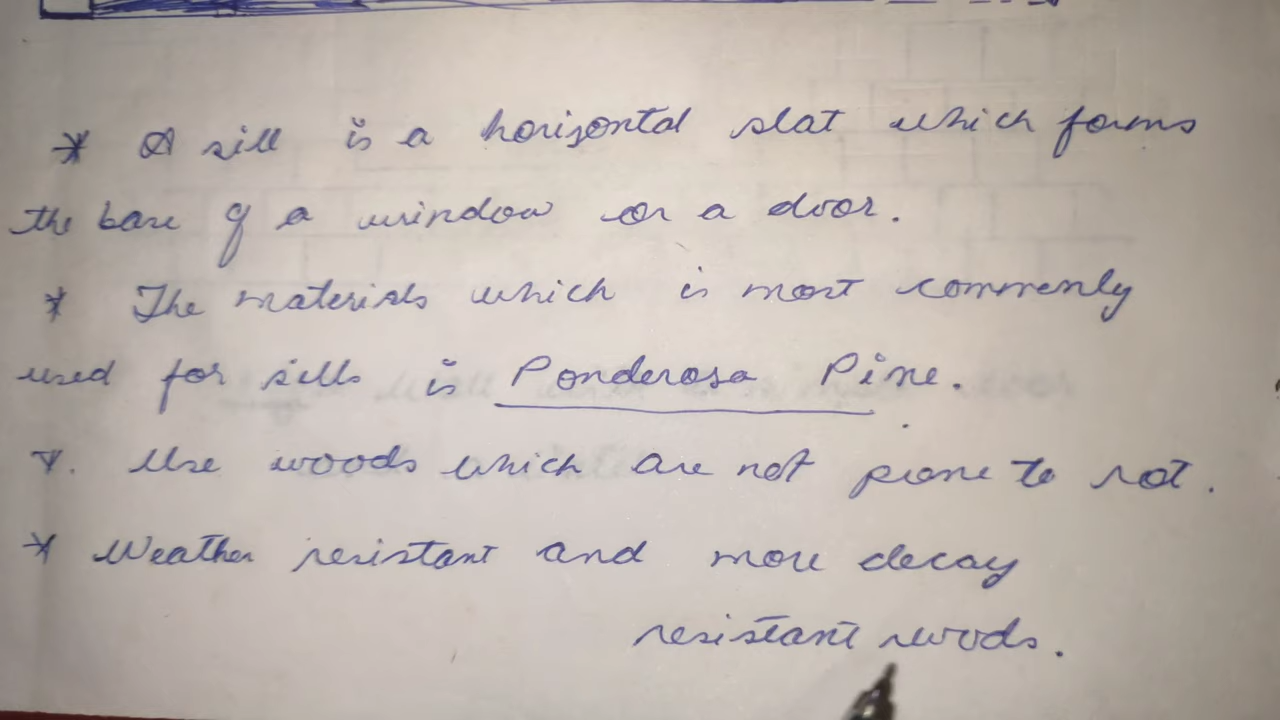 * A sill is a horizontal slat which forms
the base of a window or a door.
* The materials which is most commonly
used for sills is Ponderosa Pine.
*. Use woods which are not prone to rot.
* Weather resistant and more decay
resistant woods.